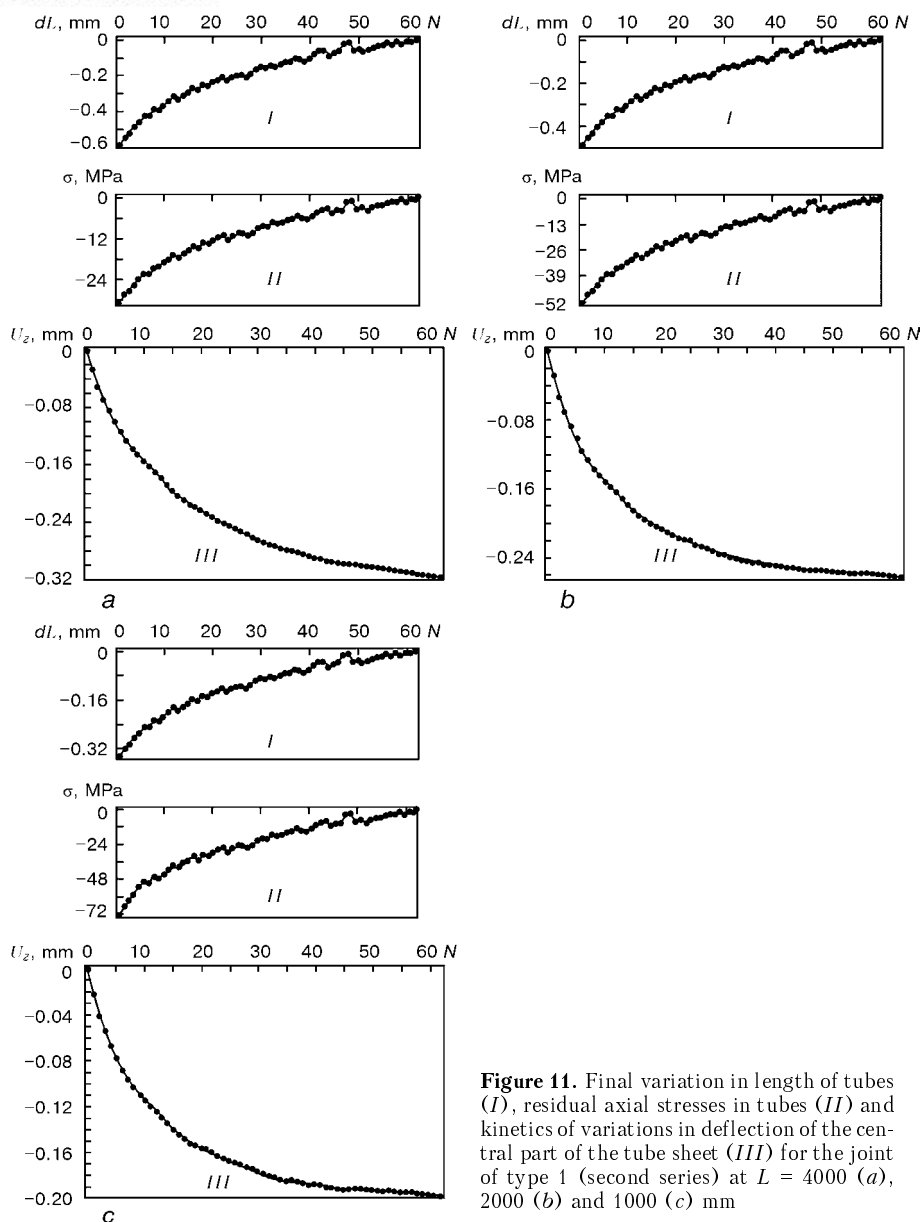 dL, mm 0 10 20 30 40 50 60 N
0
−0.2
−0.4
−0.6
I
σ, MPa
0
−12
−24
II
U_z, mm 0 10 20 30 40 50 60 N
0
−0.08
−0.16
−0.24
−0.32
III
a
dL, mm 0 10 20 30 40 50 60 N
0
−0.2
−0.4
I
σ, MPa
0
−13
−26
−39
−52
II
U_z, mm 0 10 20 30 40 50 60 N
0
−0.08
−0.16
−0.24
III
b
dL, mm 0 10 20 30 40 50 60 N
0
−0.16
−0.32
I
σ, MPa
0
−24
−48
−72
II
U_z, mm 0 10 20 30 40 50 60 N
0
−0.04
−0.08
−0.12
−0.16
−0.20
III
c
Figure 11. Final variation in length of tubes
(I), residual axial stresses in tubes (II) and
kinetics of variations in deflection of the cen-
tral part of the tube sheet (III) for the joint
of type 1 (second series) at L = 4000 (a),
2000 (b) and 1000 (c) mm